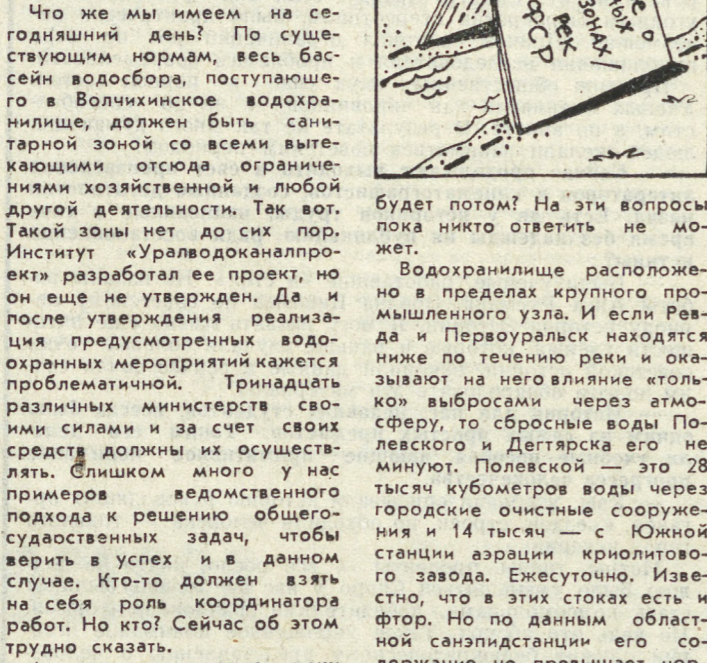 Что же мы имеем на се-
годняшний день? По суще-
ствующим нормам, весь бас-
сейн водосбора, поступающе-
го в Волчихинское водохра-
нилище, должен быть сани-
тарной зоной со всеми выте-
кающими отсюда ограниче-
ниями хозяйственной и любой
другой деятельности. Так вот.
Такой зоны нет до сих пор.
Институт «Уралводоканалпро-
ект» разработал ее проект, но
он еще не утвержден. Да и
после утверждения реализа-
ция предусмотренных водо-
охранных мероприятий кажется
проблематичной. Тринадцать
различных министерств сво-
ими силами и за счет своих
средств должны их осуществ-
лять. Слишком много у нас
примеров ведомственного
подхода к решению общего-
сударственных задач, чтобы
верить в успех и в данном
случае. Кто-то должен взять
на себя роль координатора
работ. Но кто? Сейчас об этом
трудно сказать.
е о
ных
зонах
рек
ФСР
будет потом? На эти вопросы
пока никто ответить не мо-
жет.
Водохранилище расположе-
но в пределах крупного про-
мышленного узла. И если Рев-
да и Первоуральск находятся
ниже по течению реки и ока-
зывают на него влияние «толь-
ко» выбросами через атмо-
сферу, то сбросные воды По-
левского и Дегтярска его не
минуют. Полевской — это 28
тысяч кубометров воды через
городские очистные сооруже-
ния и 14 тысяч — с Южной
станции аэрации криолитово-
го завода. Ежесуточно. Изве-
стно, что в этих стоках есть и
фтор. Но по данным област-
ной санэпидстанции его со-
держание не превышает нор-